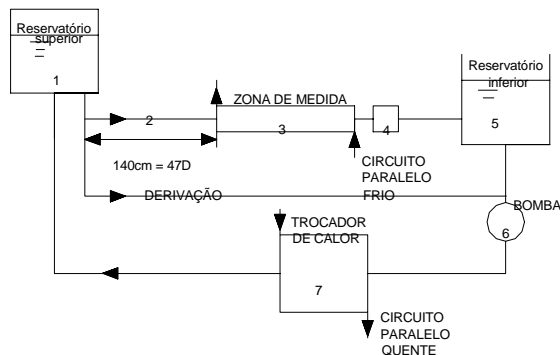 Reservatório
superior
1
2
ZONA DE MEDIDA
3
4
Reservatório
inferior
5
140cm = 47D
CIRCUITO
PARALELO
FRIO
DERIVAÇÃO
BOMBA
6
TROCADOR
DE CALOR
7
CIRCUITO
PARALELO
QUENTE